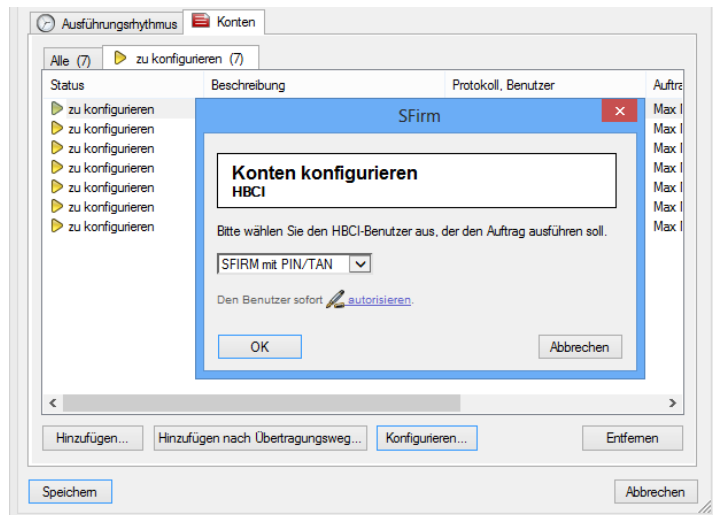 Ausführungsrhythmus Konten
Alle (7) zu konfigurieren (7)
Status Beschreibung Protokoll, Benutzer
zu konfigurieren Max
zu konfigurieren Max
zu konfigurieren Max
zu konfigurieren Max
zu konfigurieren Max
zu konfigurieren Max
zu konfigurieren Max
SFirm
Konten konfigurieren
HBCI
Bitte wählen Sie den HBCI-Benutzer aus, der den Auftrag ausführen soll.
SFIRM mit PIN/TAN
Den Benutzer sofort autorisieren.
OK Abbrechen
Hinzufügen... Hinzufügen nach Übertragungsweg... Konfigurieren... Entfernen
Speichern Abbrechen